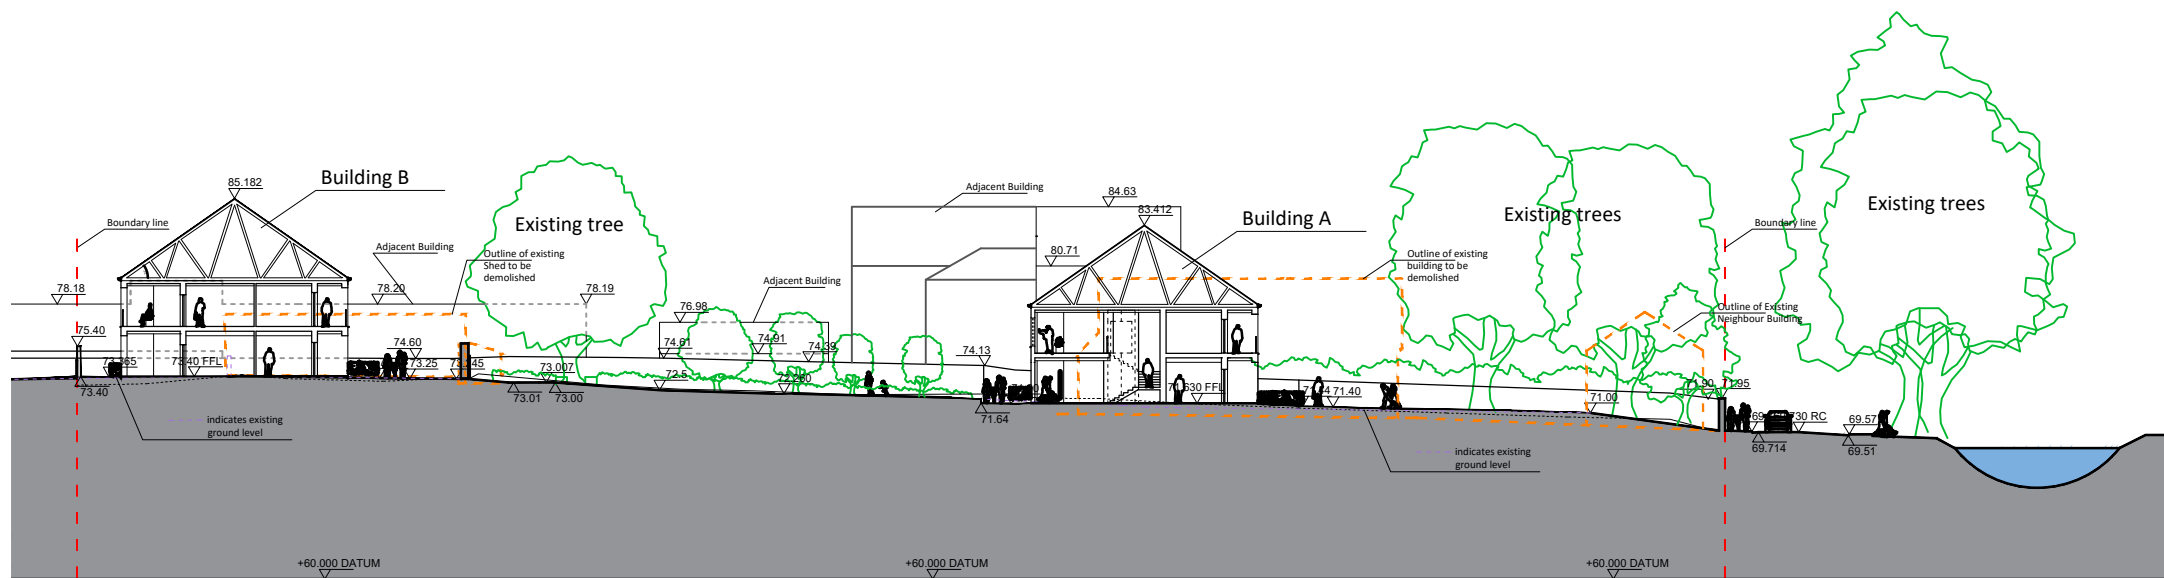 85.182
Building B
Boundary line
Adjacent Building
Outline of existing
Shed to be
demolished
Existing tree
78.18
78.20
78.19
75.40
73.40 FFL
74.60
73.25
73.40
73.007
73.01
73.00
indicates existing
ground level
76.98
74.61
74.91
74.39
72.5
Adjacent Building
Adjacent Building
84.63
83.412
80.71
Building A
74.13
71.64
71.40
Outline of existing
building to be
demolished
Existing trees
Boundary line
Outline of Existing
Neighbour Building
71.00
71.90
71.95
69.714
69.57
69.51
indicates existing
ground level
Existing trees
+60.000 DATUM
+60.000 DATUM
+60.000 DATUM